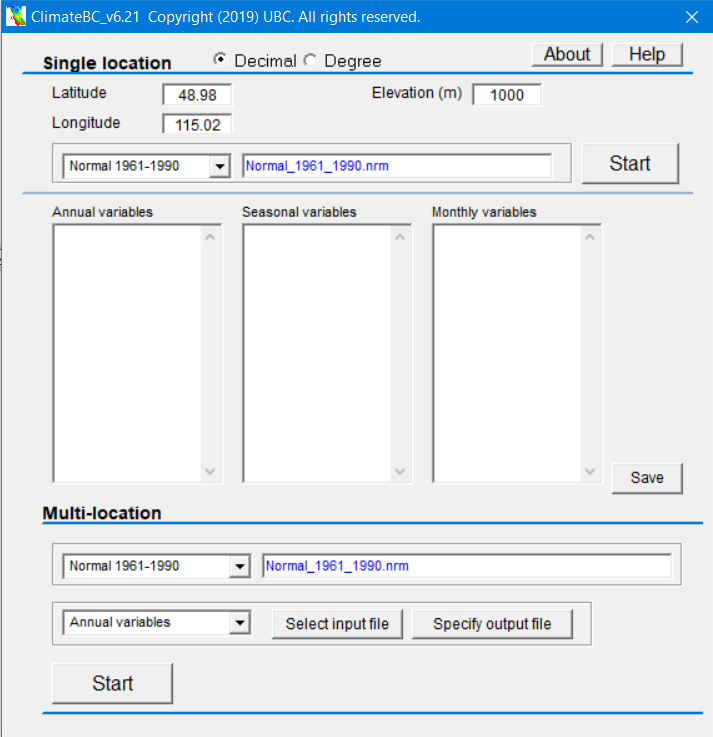 ClimateBC_v6.21 Copyright (2019) UBC. All rights reserved.
Single location Decimal Degree About Help
Latitude 48.98 Elevation (m) 1000
Longitude 115.02
Normal 1961-1990 Normal_1961_1990.nrm Start
Annual variables Seasonal variables Monthly variables
Save
Multi-location
Normal 1961-1990 Normal_1961_1990.nrm
Annual variables Select input file Specify output file
Start